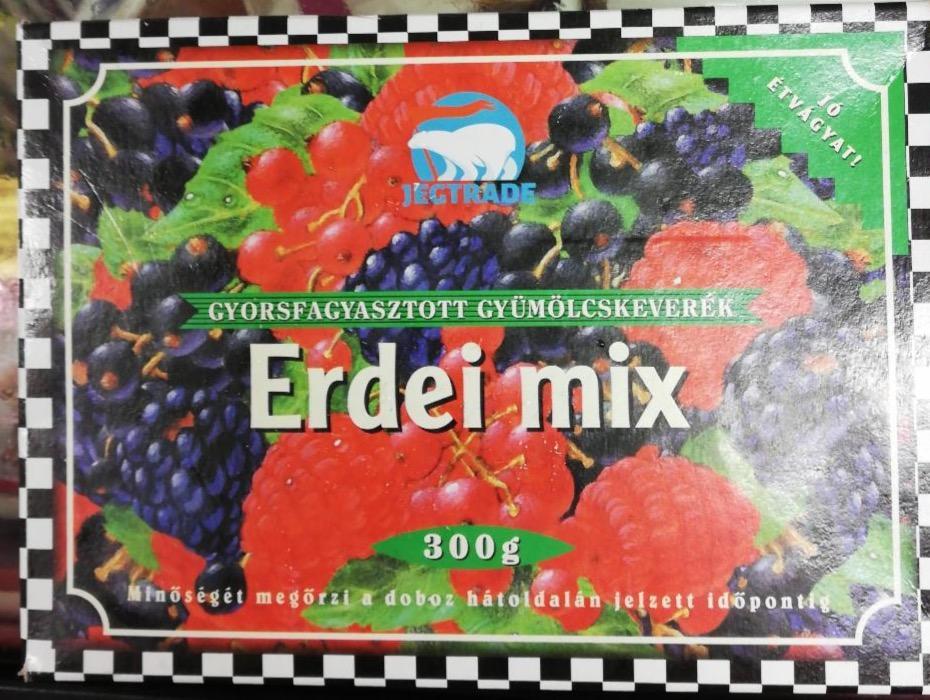 JÓ
ÉTVÁGYAT!
JÉGTRADE
GYORSFAGYASZTOTT GYÜMÖLCSKEVERÉK
Erdei mix
300g
Minőségét megőrzi a doboz hátoldalán jelzett időpontig